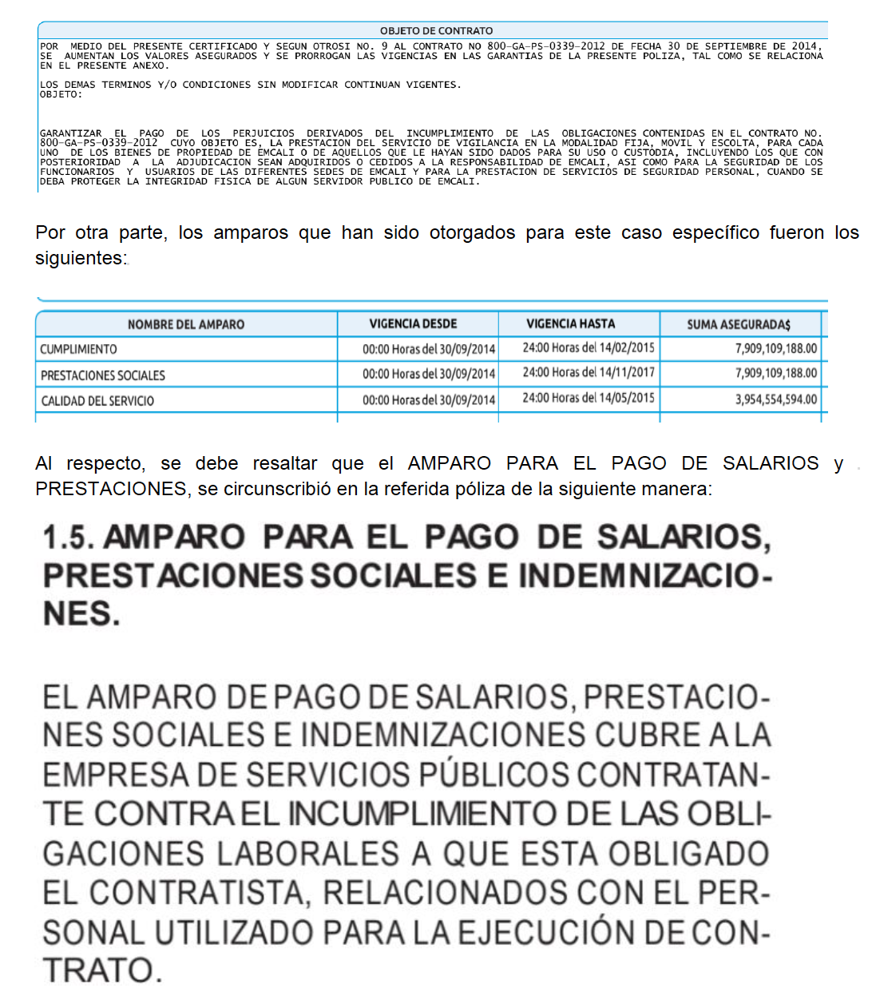 OBJETO DE CONTRATO
POR MEDIO DEL PRESENTE CERTIFICADO Y SEGUN OTROSI NO. 9 AL CONTRATO NO 800-GA-PS-0339-2012 DE FECHA 30 DE SEPTIEMBRE DE 2014,
SE AUMENTAN LOS VALORES ASEGURADOS Y SE PRORROGAN LAS VIGENCIAS EN LAS GARANTIAS DE LA PRESENTE POLIZA, TAL COMO SE RELACIONA
EN EL PRESENTE ANEXO.
LOS DEMAS TERMINOS Y/O CONDICIONES SIN MODIFICAR CONTINUAN VIGENTES.
OBJETO:
GARANTIZAR EL PAGO DE LOS PERJUICIOS DERIVADOS DEL INCUMPLIMIENTO DE LAS OBLIGACIONES CONTENIDAS EN EL CONTRATO NO.
800-GA-PS-0339-2012 CUYO OBJETO ES, LA PRESTACION DEL SERVICIO DE VIGILANCIA EN LA MODALIDAD FIJA, MOVIL Y ESCOLTA, PARA CADA
UNO DE LOS BIENES DE PROPIEDAD DE EMCALI O DE AQUELLOS QUE LE HAYAN SIDO DADOS PARA SU USO O CUSTODIA, INCLUYENDO LOS QUE CON
POSTERIORIDAD A LA ADJUDICACION SEAN ADQUIRIDOS O CEDIDOS A LA RESPONSABILIDAD DE EMCALI, ASI COMO PARA LA SEGURIDAD DE LOS
FUNCIONARIOS Y USUARIOS DE LAS DIFERENTES SEDES DE EMCALI Y PARA LA PRESTACION DE SERVICIOS DE SEGURIDAD PERSONAL, CUANDO SE
DEBA PROTEGER LA INTEGRIDAD FISICA DE ALGUN SERVIDOR PUBLICO DE EMCALI.
Por otra parte, los amparos que han sido otorgados para este caso específico fueron los
siguientes:
NOMBRE DEL AMPARO VIGENCIA DESDE VIGENCIA HASTA SUMA ASEGURADA$
CUMPLIMIENTO 00:00 Horas del 30/09/2014 24:00 Horas del 14/02/2015 7,909,109,188.00
PRESTACIONES SOCIALES 00:00 Horas del 30/09/2014 24:00 Horas del 14/11/2017 7,909,109,188.00
CALIDAD DEL SERVICIO 00:00 Horas del 30/09/2014 24:00 Horas del 14/05/2015 3,954,554,594.00
Al respecto, se debe resaltar que el AMPARO PARA EL PAGO DE SALARIOS y
PRESTACIONES, se circunscribió en la referida póliza de la siguiente manera:
1.5. AMPARO PARA EL PAGO DE SALARIOS,
PRESTACIONES SOCIALES E INDEMNIZACIO-
NES.
EL AMPARO DE PAGO DE SALARIOS, PRESTACIO-
NES SOCIALES E INDEMNIZACIONES CUBRE A LA
EMPRESA DE SERVICIOS PÚBLICOS CONTRATAN-
TE CONTRA EL INCUMPLIMIENTO DE LAS OBLI-
GACIONES LABORALES A QUE ESTA OBLIGADO
EL CONTRATISTA, RELACIONADOS CON EL PER-
SONAL UTILIZADO PARA LA EJECUCIÓN DE CON-
TRATO.